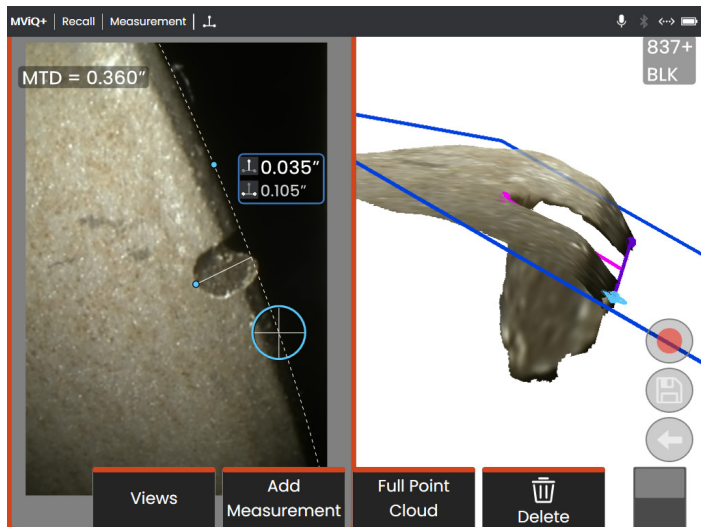 MViQ+ Recall Measurement
MTD = 0.360"
837+
BLK
0.035"
0.105"
Views
Add
Measurement
Full Point
Cloud
Delete